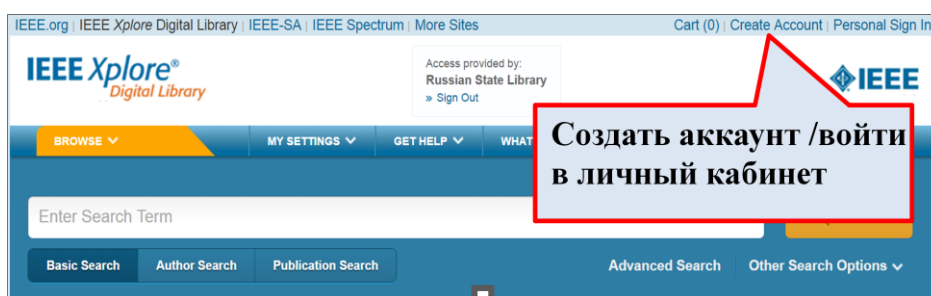 IEEE.org | IEEE Xplore Digital Library | IEEE-SA | IEEE Spectrum | More Sites
Cart (0) | Create Account | Personal Sign In
IEEE Xplore®
Digital Library
Access provided by:
Russian State Library
» Sign Out
IEEE
BROWSE
MY SETTINGS
GET HELP
WHAT
Создать аккаунт /войти
в личный кабинет
Enter Search Term
Basic Search
Author Search
Publication Search
Advanced Search
Other Search Options